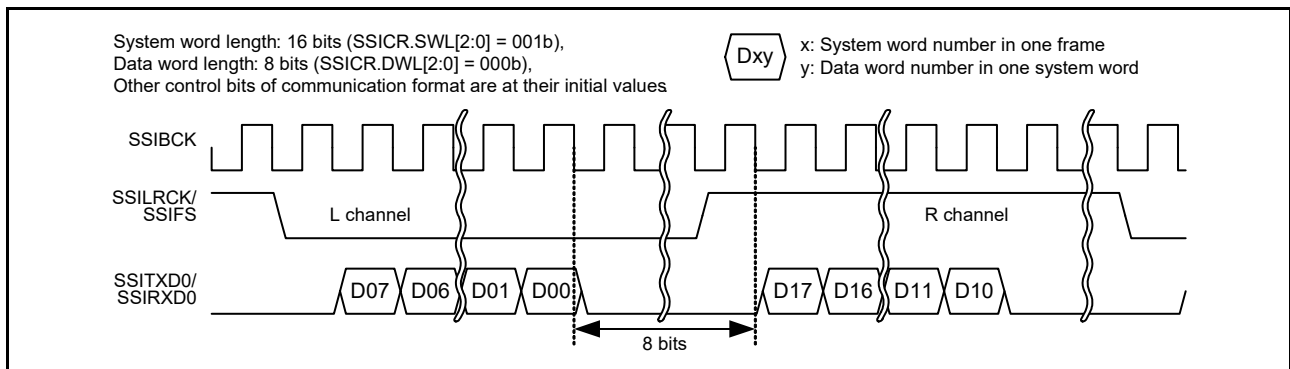 System word length: 16 bits (SSICR.SWL[2:0] = 001b),
Data word length: 8 bits (SSICR.DWL[2:0] = 000b),
Other control bits of communication format are at their initial values.
Dxy
x: System word number in one frame
y: Data word number in one system word
SSIBCK
SSILRCK/
SSIFS
L channel
R channel
SSITXD0/
SSIRXD0
D07 D06 D01 D00 D17 D16 D11 D10
8 bits